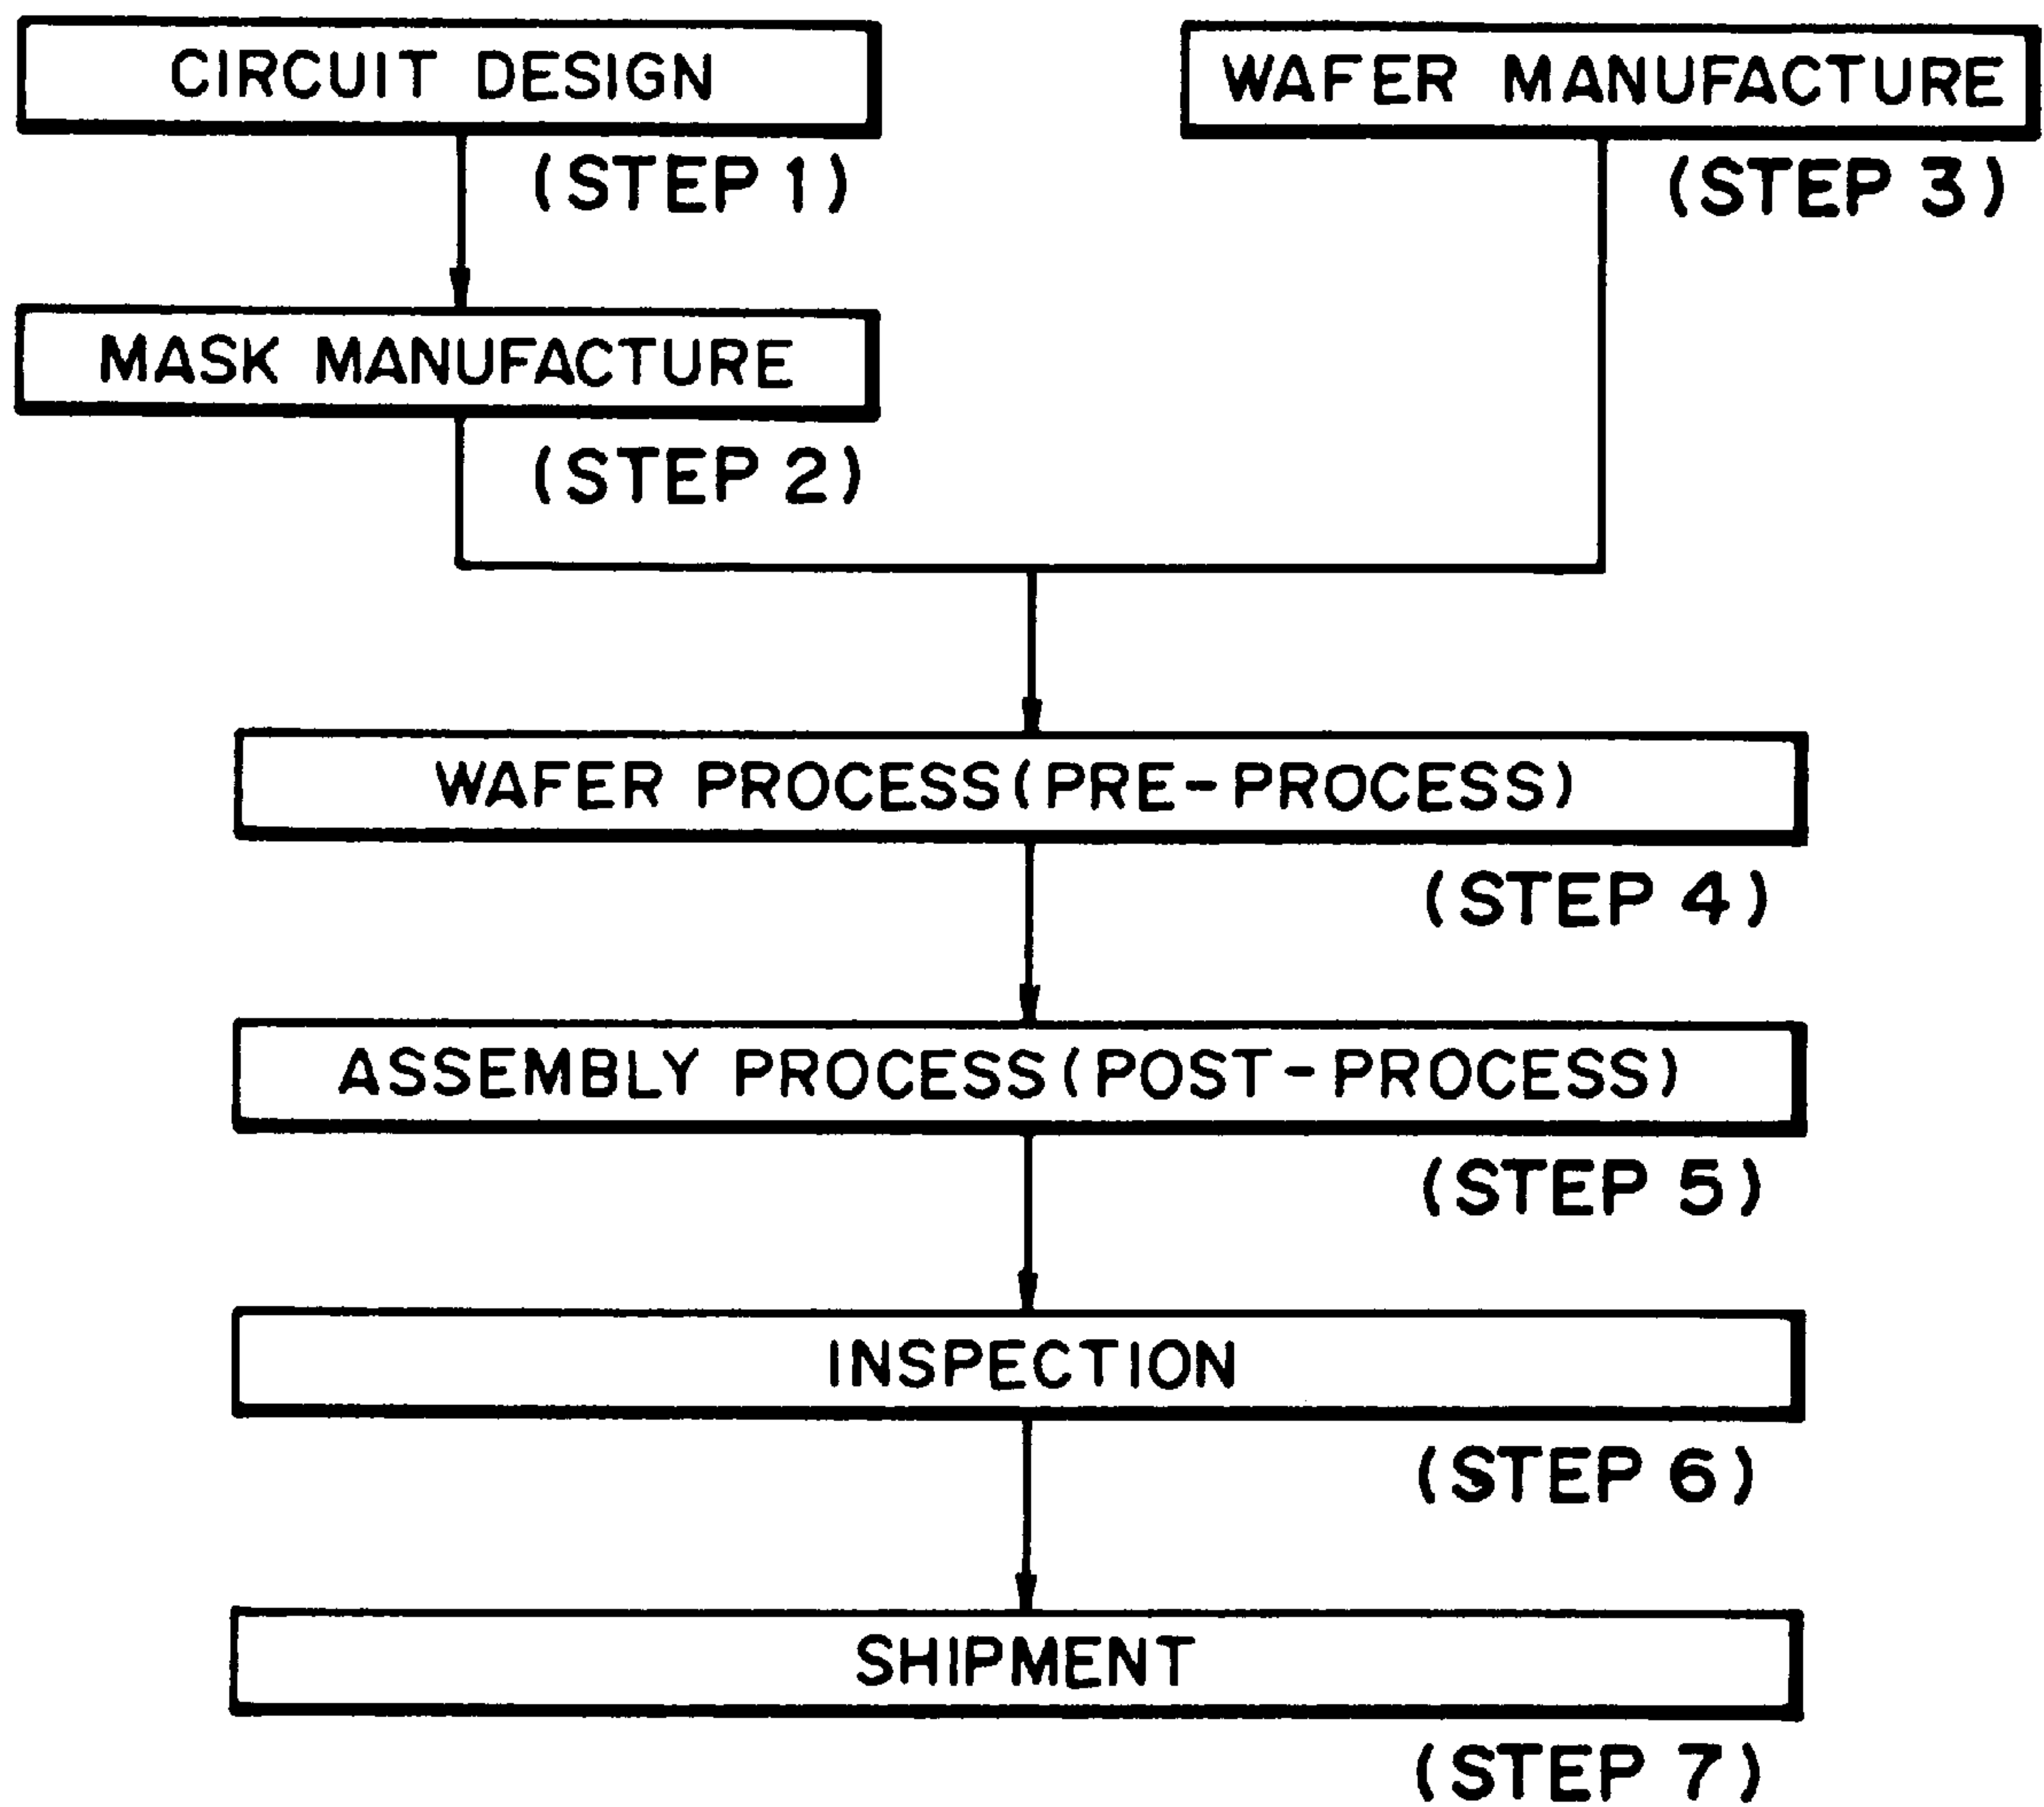 CIRCUIT DESIGN
(STEP 1)
WAFER MANUFACTURE
(STEP 3)
MASK MANUFACTURE
(STEP 2)
WAFER PROCESS(PRE-PROCESS)
(STEP 4)
ASSEMBLY PROCESS(POST-PROCESS)
(STEP 5)
INSPECTION
(STEP 6)
SHIPMENT
(STEP 7)